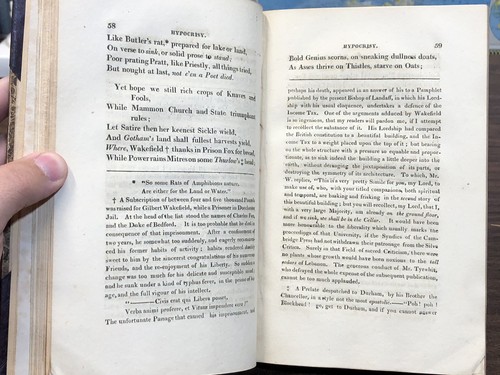 58
HYPOCRISY.
Like Butler's rat,* prepared for lake or land,
On verse to sink, or solid prose to stand;
Poor prating Pratt, like Priestly, all things tried,
But nought at last, not e'en a Poet died.
Yet hope we still rich crops of Knaves and
Fools,
While Mammon Church and State triumphant
rules;
Let Satire then her keenest Sickle wield,
And Gotham's land shall fullest harvests yield,
Where, Wakefield † thanks in Prison Fox for bread,
While Power rains Mitres on some Thurlow's ‡ head;
* "So some Rats of Amphibious nature,
Are either for the Land or Water."
† A Subscription of between four and five thousand Pounds
was raised for Gilbert Wakefield, while a Prisoner in Dorchester
Jail. At the head of the list stood the names of Charles Fox,
and the Duke of Bedford. It is too probable that he died in
consequence of that imprisonment. After a confinement of
two years, he somewhat too suddenly, and eagerly resumed
his former habits of activity; habits rendered doubly
sweet to him by the sincerest congratulations of his numerous
Friends, and the re-enjoyment of his Liberty. So sudden a
change was too much for his delicate and susceptible mind,
and he sunk under a kind of typhus fever, in the prime of his
age, and the full vigour of his intellect.
"——Cvis erat qui Libera posset,
Verba animi proferre, et Vitam impendere vero."
The unfortunate Passage that caused his imprisonment, and
59
HYPOCRISY.
Bold Genius scorns, on sneaking dullness doats,
As Asses thrive on Thistles, starve on Oats;
perhaps his death, appeared in an answer of his to a Pamphlet
published by the present Bishop of Landaff, in which his Lord-
ship with his usual eloquence, undertakes a defence of the
Income Tax. One of the arguments adduced by Wakefield
is so ingenious, that my readers will pardon me, if I attempt
to recollect the substance of it. His Lordship had compared
the British constitution to a beautiful building, and the In-
come Tax to a weight placed upon the top of it; but leaving
on the whole structure with a pressure so equable and propor-
tionate, as to sink indeed the building a little deeper into the
earth, without deranging the juxtaposition of its parts, or
destroying the symmetry of its architecture. To which, Mr.
W. replies, "This is a very pretty Simile for you, my Lord, to
make use of, who, with your titled companions, both spiritual
and temporal, are basking and frisking in the second story of
this beautiful building; but you will recollect, my Lord, that I,
with a very large Majority, am already on the ground floor,
and if we sink, we shall be in the Cellar. It would have been
more honourable to the liberality which usually marks the
proceedings of that University, if the Syndics of the Cam-
bridge Press had not withdrawn their patronage from the Silva
Critica. Surely in that Field of sacred Criticism, there were
no plants whose growth would have been noxious to the tall
cedars of Lebanon. The generous conduct of Mr. Tyrwhit,
who defrayed the whole expense of the subsequent publication,
cannot be too much applauded.
‡ A Prelate despatched to Durham, by his Brother the
Chancellor, in a style not the most apostolic.—"Poh! poh!
Blockhead! go, get to Durham, and if you cannot answer